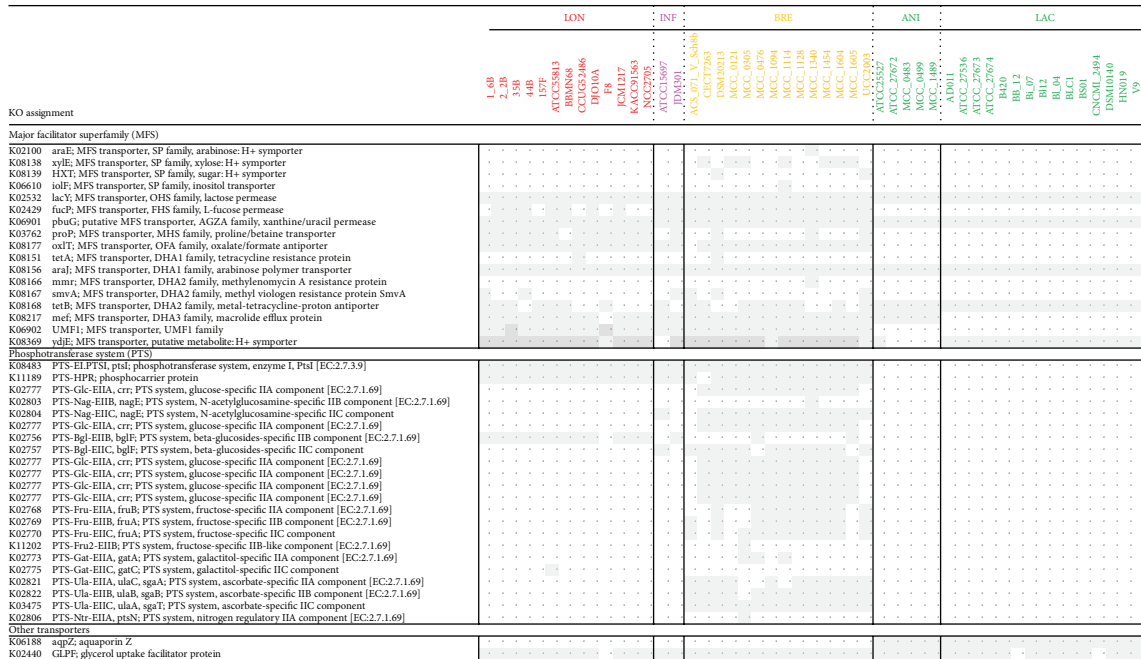 LON INF BRE ANI LAC
1_6B 2_2B 35B 44B 157F ATCC55813 BBMN68 CCUG52486 DJO10A F8 JCM1217 KACC91563 NCC2705 ATCC15697 JDM301 ACS_071_V_Sch8b CECT7263 DSM20213 MCC_0121 MCC_0305 MCC_0476 MCC_1094 MCC_1114 MCC_1128 MCC_1340 MCC_1454 MCC_1604 MCC_1605 UCC2003 ATCC25527 ATCC_27672 MCC_0483 MCC_0499 MCC_1489 AD011 ATCC_27536 ATCC_27673 ATCC_27674 B420 BB_12 Bi_07 Bl12 Bl_04 BLC1 BS01 CNCMI_2494 DSM10140 HN019 V9
KO assignment
Major facilitator superfamily (MFS)
K02100 araE; MFS transporter, SP family, arabinose: H+ symporter
K08138 xylE; MFS transporter, SP family, xylose: H+ symporter
K08139 HXT; MFS transporter, SP family, sugar: H+ symporter
K06610 iolF; MFS transporter, SP family, inositol transporter
K02532 lacY; MFS transporter, OHS family, lactose permease
K02429 fucP; MFS transporter, FHS family, L-fucose permease
K06901 pbuG; putative MFS transporter, AGZA family, xanthine/uracil permease
K03762 proP; MFS transporter, MHS family, proline/betaine transporter
K08177 oxlT; MFS transporter, OFA family, oxalate/formate antiporter
K08151 tetA; MFS transporter, DHA1 family, tetracycline resistance protein
K08156 araJ; MFS transporter, DHA1 family, arabinose polymer transporter
K08166 mmr; MFS transporter, DHA2 family, methylenomycin A resistance protein
K08167 smvA; MFS transporter, DHA2 family, methyl viologen resistance protein SmvA
K08168 tetB; MFS transporter, DHA2 family, metal-tetracycline-proton antiporter
K08217 mef; MFS transporter, DHA3 family, macrolide efflux protein
K06902 UMF1; MFS transporter, UMF1 family
K08369 ydjE; MFS transporter, putative metabolite: H+ symporter
Phosphotransferase system (PTS)
K08483 PTS-EI.PTSI, ptsI; phosphotransferase system, enzyme I, PtsI [EC:2.7.3.9]
K11189 PTS-HPR; phosphocarrier protein
K02777 PTS-Glc-EIIA, crr; PTS system, glucose-specific IIA component [EC:2.7.1.69]
K02803 PTS-Nag-EIIB, nagE; PTS system, N-acetylglucosamine-specific IIB component [EC:2.7.1.69]
K02804 PTS-Nag-EIIC, nagE; PTS system, N-acetylglucosamine-specific IIC component
K02777 PTS-Glc-EIIA, crr; PTS system, glucose-specific IIA component [EC:2.7.1.69]
K02756 PTS-Bgl-EIIB, bglF; PTS system, beta-glucosides-specific IIB component [EC:2.7.1.69]
K02757 PTS-Bgl-EIIC, bglF; PTS system, beta-glucosides-specific IIC component
K02777 PTS-Glc-EIIA, crr; PTS system, glucose-specific IIA component [EC:2.7.1.69]
K02777 PTS-Glc-EIIA, crr; PTS system, glucose-specific IIA component [EC:2.7.1.69]
K02777 PTS-Glc-EIIA, crr; PTS system, glucose-specific IIA component [EC:2.7.1.69]
K02777 PTS-Glc-EIIA, crr; PTS system, glucose-specific IIA component [EC:2.7.1.69]
K02768 PTS-Fru-EIIA, fruB; PTS system, fructose-specific IIA component [EC:2.7.1.69]
K02769 PTS-Fru-EIIB, fruA; PTS system, fructose-specific IIB component [EC:2.7.1.69]
K02770 PTS-Fru-EIIC, fruA; PTS system, fructose-specific IIC component
K11202 PTS-Fru2-EIIB; PTS system, fructose-specific IIB-like component [EC:2.7.1.69]
K02773 PTS-Gat-EIIA, gatA; PTS system, galactitol-specific IIA component [EC:2.7.1.69]
K02775 PTS-Gat-EIIC, gatC; PTS system, galactitol-specific IIC component
K02821 PTS-Ula-EIIA, ulaC, sgaA; PTS system, ascorbate-specific IIA component [EC:2.7.1.69]
K02822 PTS-Ula-EIIB, ulaB, sgaB; PTS system, ascorbate-specific IIB component [EC:2.7.1.69]
K03475 PTS-Ula-EIIC, ulaA, sgaT; PTS system, ascorbate-specific IIC component
K02806 PTS-Ntr-EIIA, ptsN; PTS system, nitrogen regulatory IIA component [EC:2.7.1.69]
Other transporters
K06188 aqpZ; aquaporin Z
K02440 GLPF; glycerol uptake facilitator protein